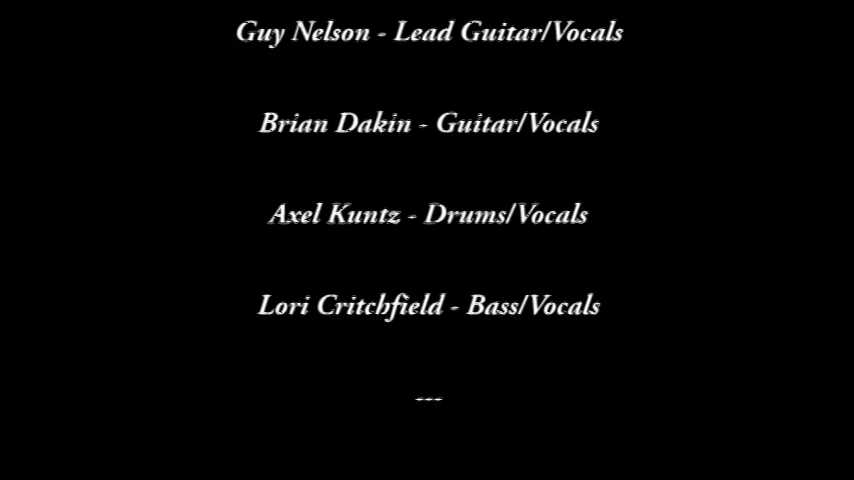 Guy Nelson - Lead Guitar/Vocals
Brian Dakin - Guitar/Vocals
Axel Kuntz - Drums/Vocals
Lori Critchfield - Bass/Vocals
---